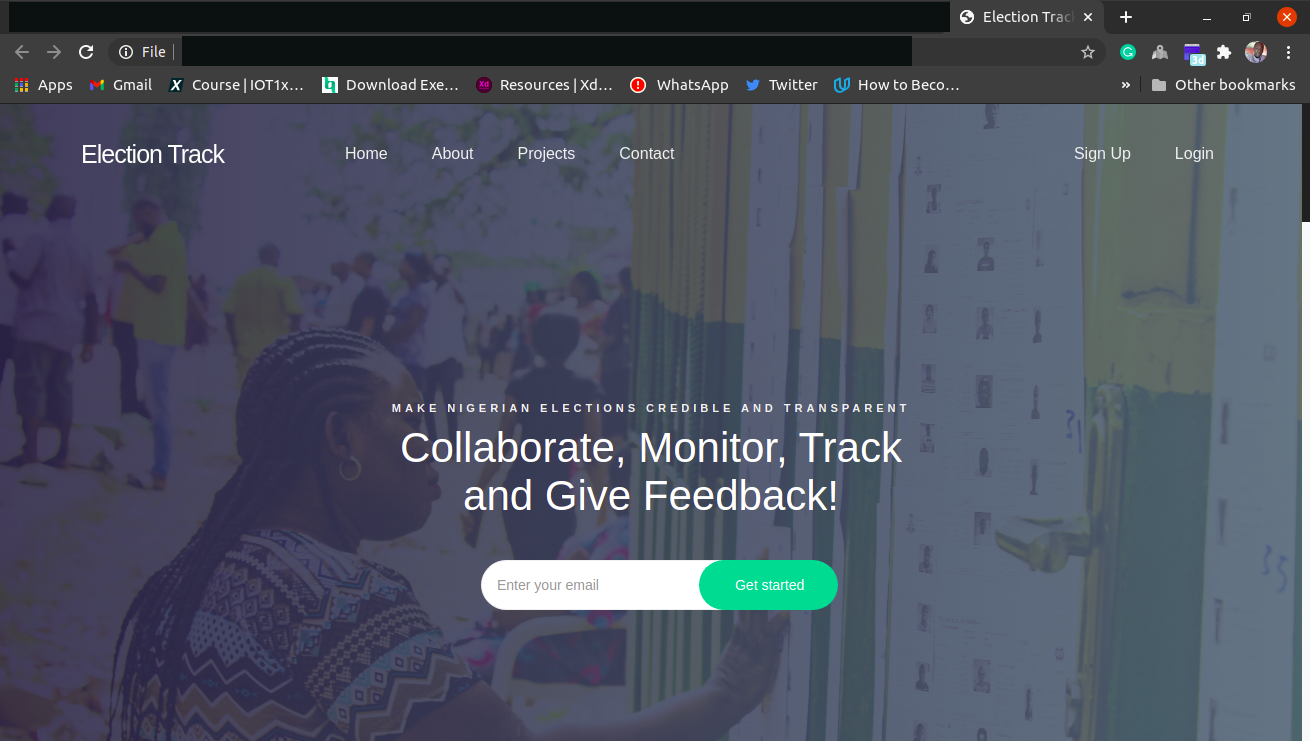 Election Trac
File
Apps
Gmail
Course | IOT1x…
Download Exe…
Resources | Xd…
WhatsApp
Twitter
How to Beco…
»
Other bookmarks
3d
Election Track
Home
About
Projects
Contact
Sign Up
Login
MAKE NIGERIAN ELECTIONS CREDIBLE AND TRANSPARENT
Collaborate, Monitor, Track
and Give Feedback!
Enter your email
Get started